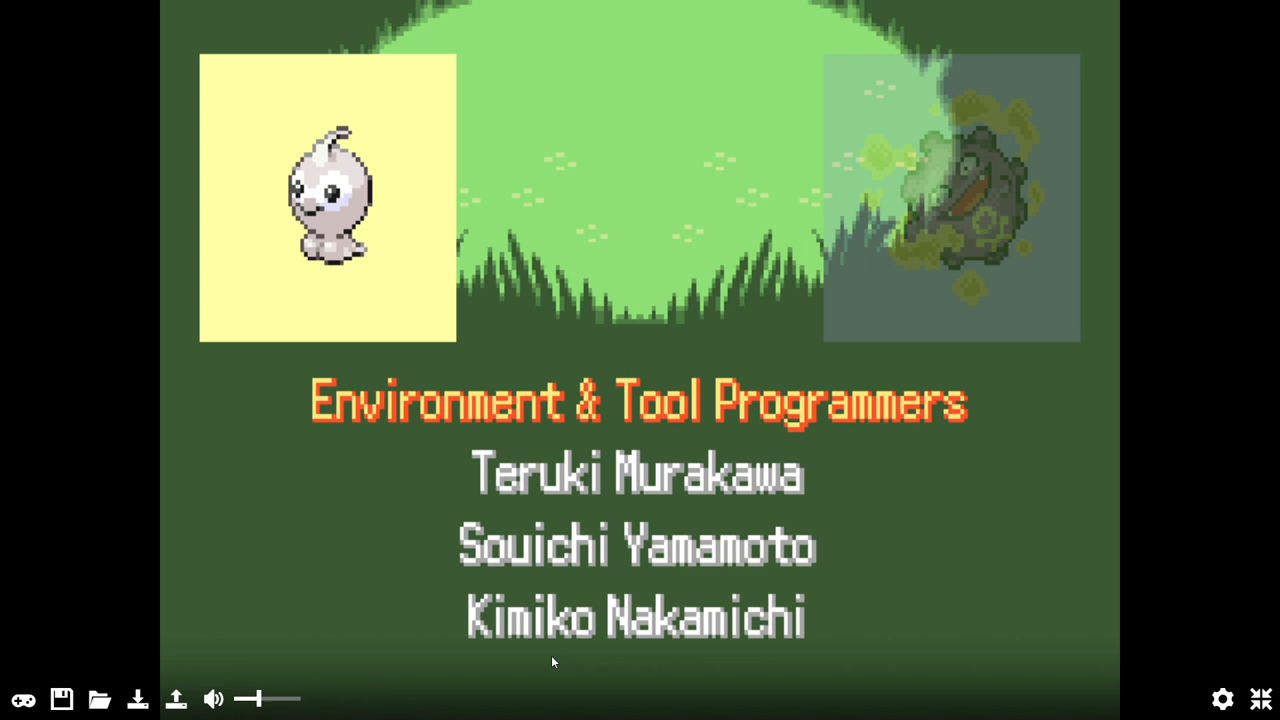 Environment & Tool Programmers
Teruki Murakawa
Souichi Yamamoto
Kimiko Nakamichi